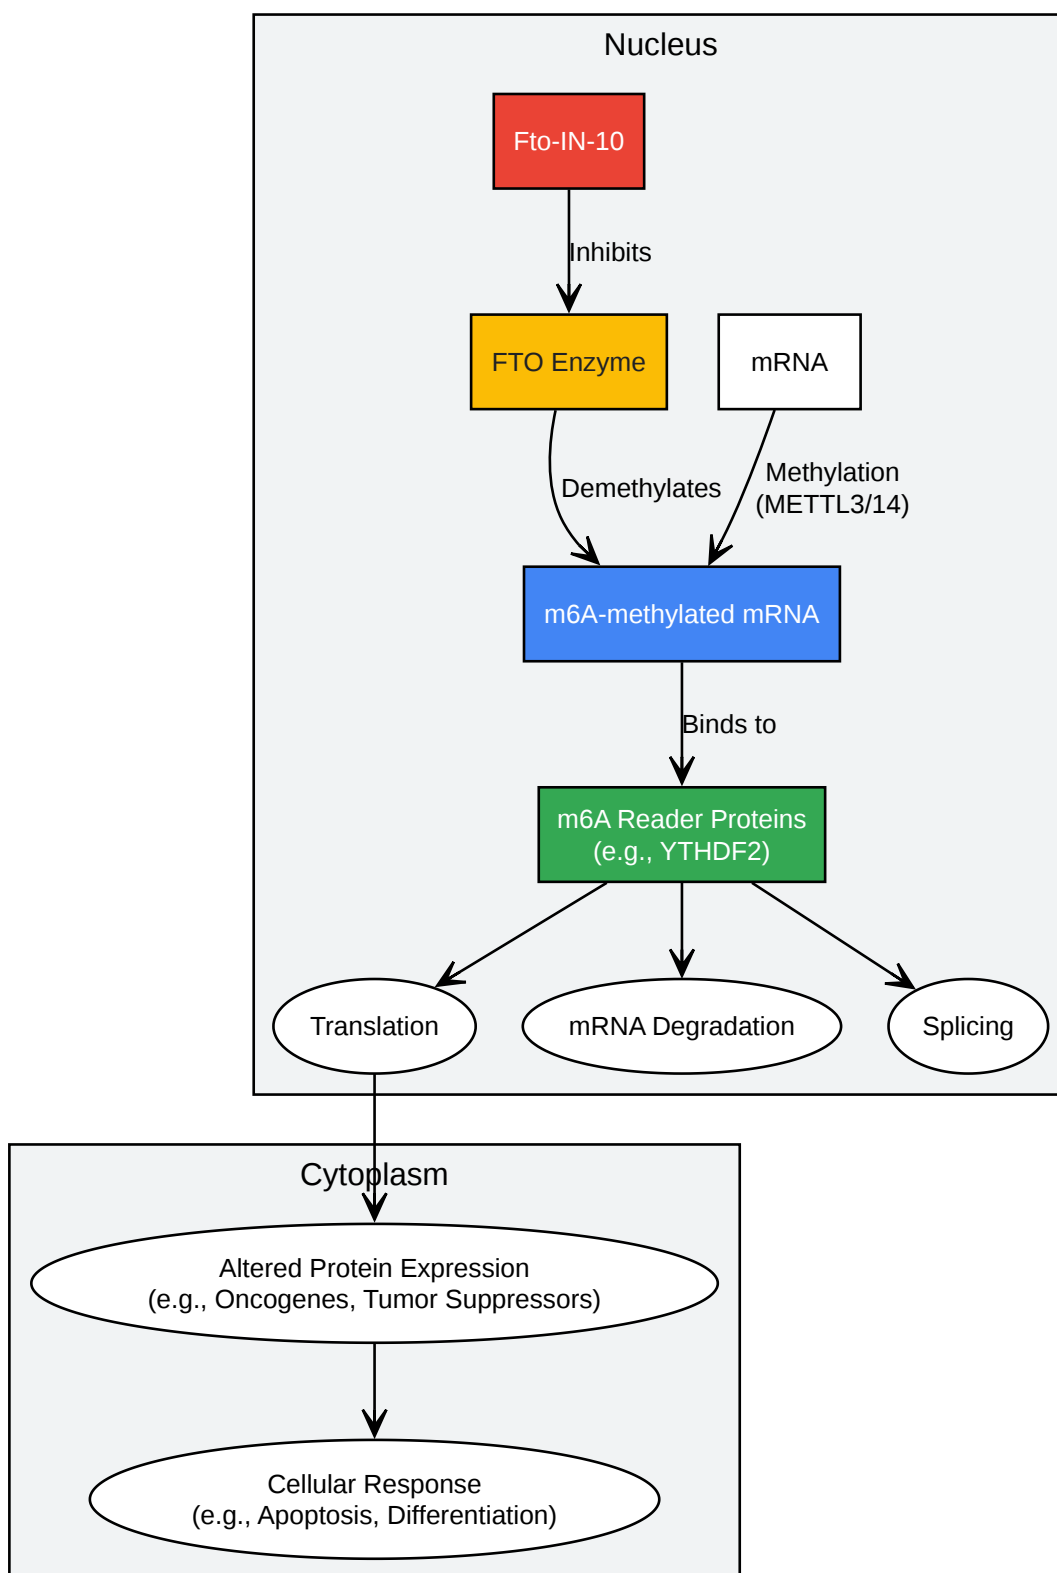 Nucleus
Fto-IN-10
Inhibits
FTO Enzyme
mRNA
Demethylates
Methylation
(METTL3/14)
m6A-methylated mRNA
Binds to
m6A Reader Proteins
(e.g., YTHDF2)
Translation
mRNA Degradation
Splicing
Cytoplasm
Altered Protein Expression
(e.g., Oncogenes, Tumor Suppressors)
Cellular Response
(e.g., Apoptosis, Differentiation)